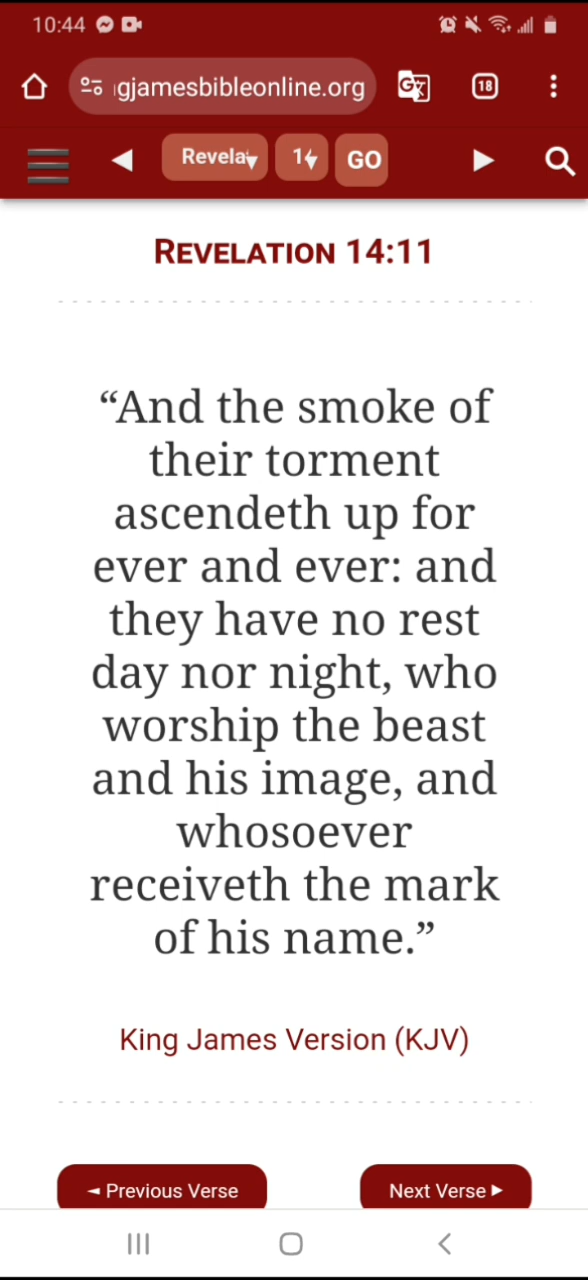 10:44
gjamesbibleonline.org
18
Revela
14
GO
REVELATION 14:11
“And the smoke of
their torment
ascendeth up for
ever and ever: and
they have no rest
day nor night, who
worship the beast
and his image, and
whosoever
receiveth the mark
of his name.”
King James Version (KJV)
◄ Previous Verse
Next Verse ►